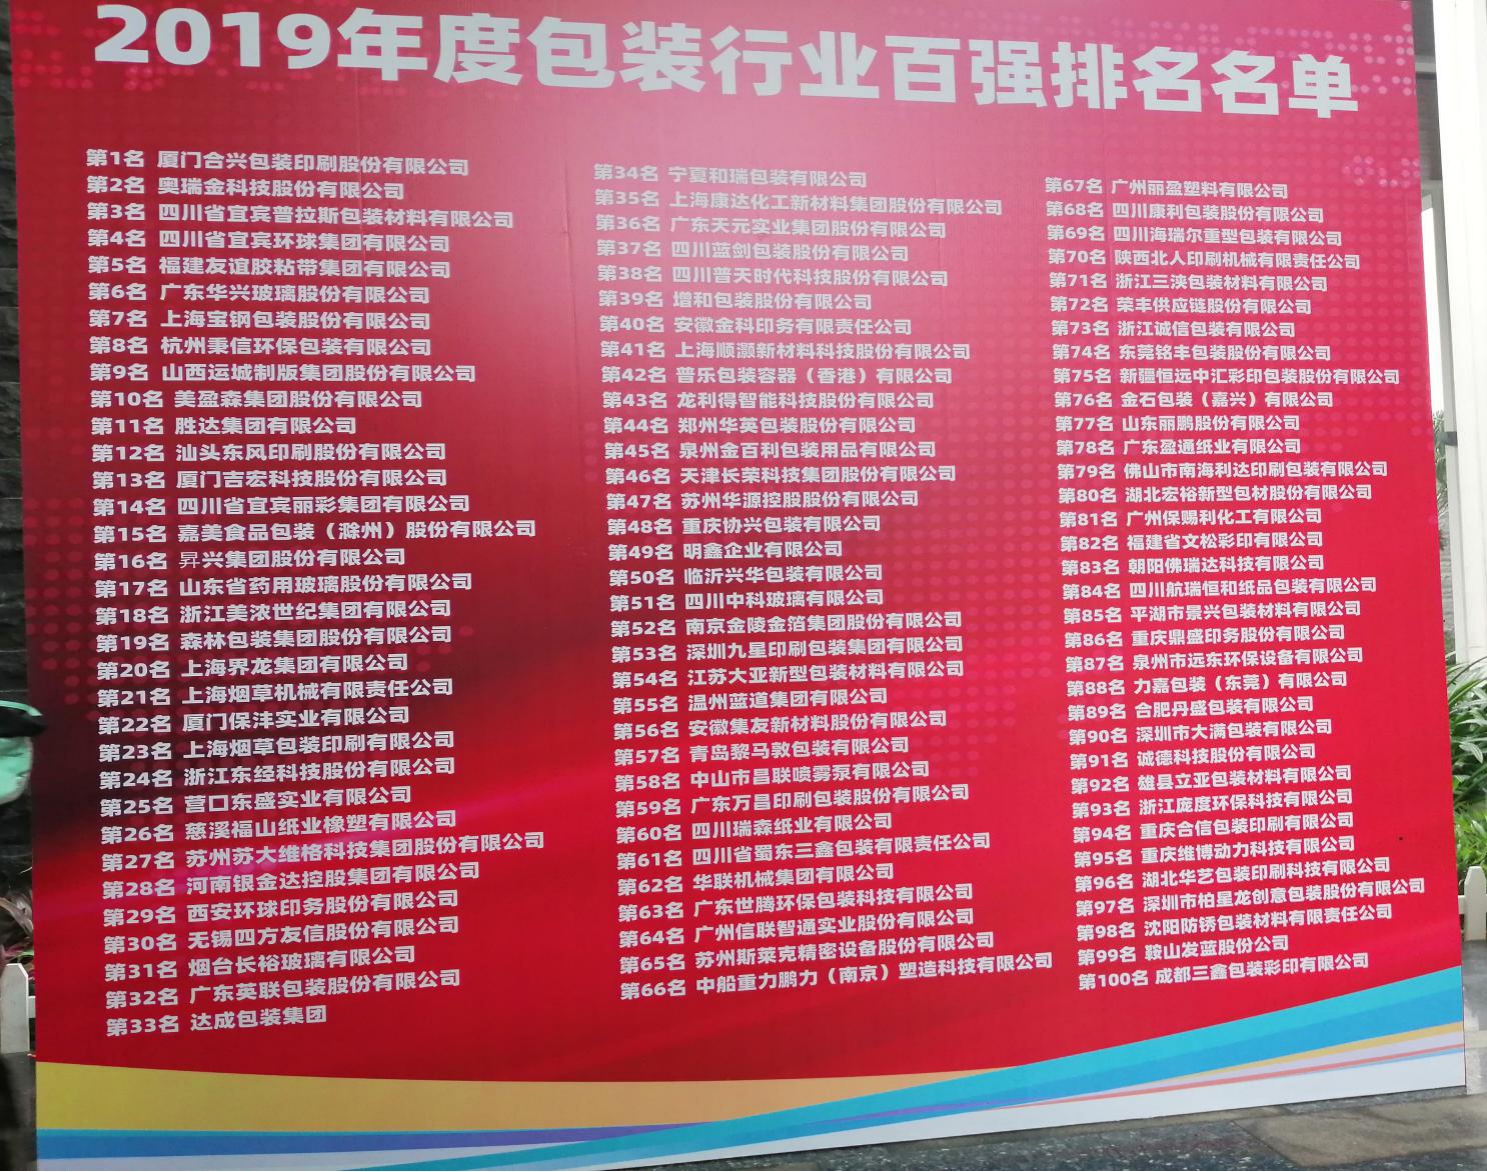 2019年度包装行业百强排名名单
第1名 厦门合兴包装印刷股份有限公司
第2名 奥瑞金科技股份有限公司
第3名 四川省宜宾普拉斯包装材料有限公司
第4名 四川省宜宾环球集团有限公司
第5名 福建友谊胶粘带集团有限公司
第6名 广东华兴玻璃股份有限公司
第7名 上海宝钢包装股份有限公司
第8名 杭州秉信环保包装有限公司
第9名 山西运城制版集团股份有限公司
第10名 美盈森集团股份有限公司
第11名 胜达集团有限公司
第12名 汕头东风印刷股份有限公司
第13名 厦门吉宏科技股份有限公司
第14名 四川省宜宾丽彩集团有限公司
第15名 嘉美食品包装（滁州）股份有限公司
第16名 昇兴集团股份有限公司
第17名 山东省药用玻璃股份有限公司
第18名 浙江美浓世纪集团有限公司
第19名 森林包装集团股份有限公司
第20名 上海界龙集团有限公司
第21名 上海烟草机械有限责任公司
第22名 厦门保沣实业有限公司
第23名 上海烟草包装印刷有限公司
第24名 浙江东经科技股份有限公司
第25名 营口东盛实业有限公司
第26名 慈溪福山纸业橡塑有限公司
第27名 苏州苏大维格科技集团股份有限公司
第28名 河南银金达控股集团有限公司
第29名 西安环球印务股份有限公司
第30名 无锡四方友信股份有限公司
第31名 烟台长裕玻璃有限公司
第32名 广东英联包装股份有限公司
第33名 达成包装集团
第34名 宁夏和瑞包装有限公司
第35名 上海康达化工新材料集团股份有限公司
第36名 广东天元实业集团股份有限公司
第37名 四川蓝剑包装股份有限公司
第38名 四川普天时代科技股份有限公司
第39名 增和包装股份有限公司
第40名 安徽金科印务有限责任公司
第41名 上海顺灏新材料科技股份有限公司
第42名 普乐包装容器（香港）有限公司
第43名 龙利得智能科技股份有限公司
第44名 郑州华英包装股份有限公司
第45名 泉州金百利包装用品有限公司
第46名 天津长荣科技集团股份有限公司
第47名 苏州华源控股股份有限公司
第48名 重庆协兴包装有限公司
第49名 明鑫企业有限公司
第50名 临沂兴华包装有限公司
第51名 四川中科玻璃有限公司
第52名 南京金陵金箔集团股份有限公司
第53名 深圳九星印刷包装集团有限公司
第54名 江苏大亚新型包装材料有限公司
第55名 温州蓝道集团有限公司
第56名 安徽集友新材料股份有限公司
第57名 青岛黎马敦包装有限公司
第58名 中山市昌联喷雾泵有限公司
第59名 广东万昌印刷包装股份有限公司
第60名 四川瑞森纸业有限公司
第61名 四川省蜀东三鑫包装有限责任公司
第62名 华联机械集团有限公司
第63名 广东世腾环保包装科技有限公司
第64名 广州信联智通实业股份有限公司
第65名 苏州斯莱克精密设备股份有限公司
第66名 中船重力鹏力（南京）塑造科技有限公司
第67名 广州丽盈塑料有限公司
第68名 四川康利包装股份有限公司
第69名 四川海瑞尔重型包装有限公司
第70名 陕西北人印刷机械有限责任公司
第71名 浙江三浃包装材料有限公司
第72名 荣丰供应链股份有限公司
第73名 浙江诚信包装有限公司
第74名 东莞铭丰包装股份有限公司
第75名 新疆恒远中汇彩印包装股份有限公司
第76名 金石包装（嘉兴）有限公司
第77名 山东丽鹏股份有限公司
第78名 广东盈通纸业有限公司
第79名 佛山市南海利达印刷包装有限公司
第80名 湖北宏裕新型包材股份有限公司
第81名 广州保赐利化工有限公司
第82名 福建省文松彩印有限公司
第83名 朝阳佛瑞达科技有限公司
第84名 四川航瑞恒和纸品包装有限公司
第85名 平湖市景兴包装材料有限公司
第86名 重庆鼎盛印务股份有限公司
第87名 泉州市远东环保设备有限公司
第88名 力嘉包装（东莞）有限公司
第89名 合肥丹盛包装有限公司
第90名 深圳市大满包装有限公司
第91名 诚德科技股份有限公司
第92名 雄县立亚包装材料有限公司
第93名 浙江庞度环保科技有限公司
第94名 重庆合信包装印刷有限公司
第95名 重庆维博动力科技有限公司
第96名 湖北华艺包装印刷科技有限公司
第97名 深圳市柏星龙创意包装股份有限公司
第98名 沈阳防锈包装材料有限责任公司
第99名 鞍山发蓝股份公司
第100名 成都三鑫包装彩印有限公司